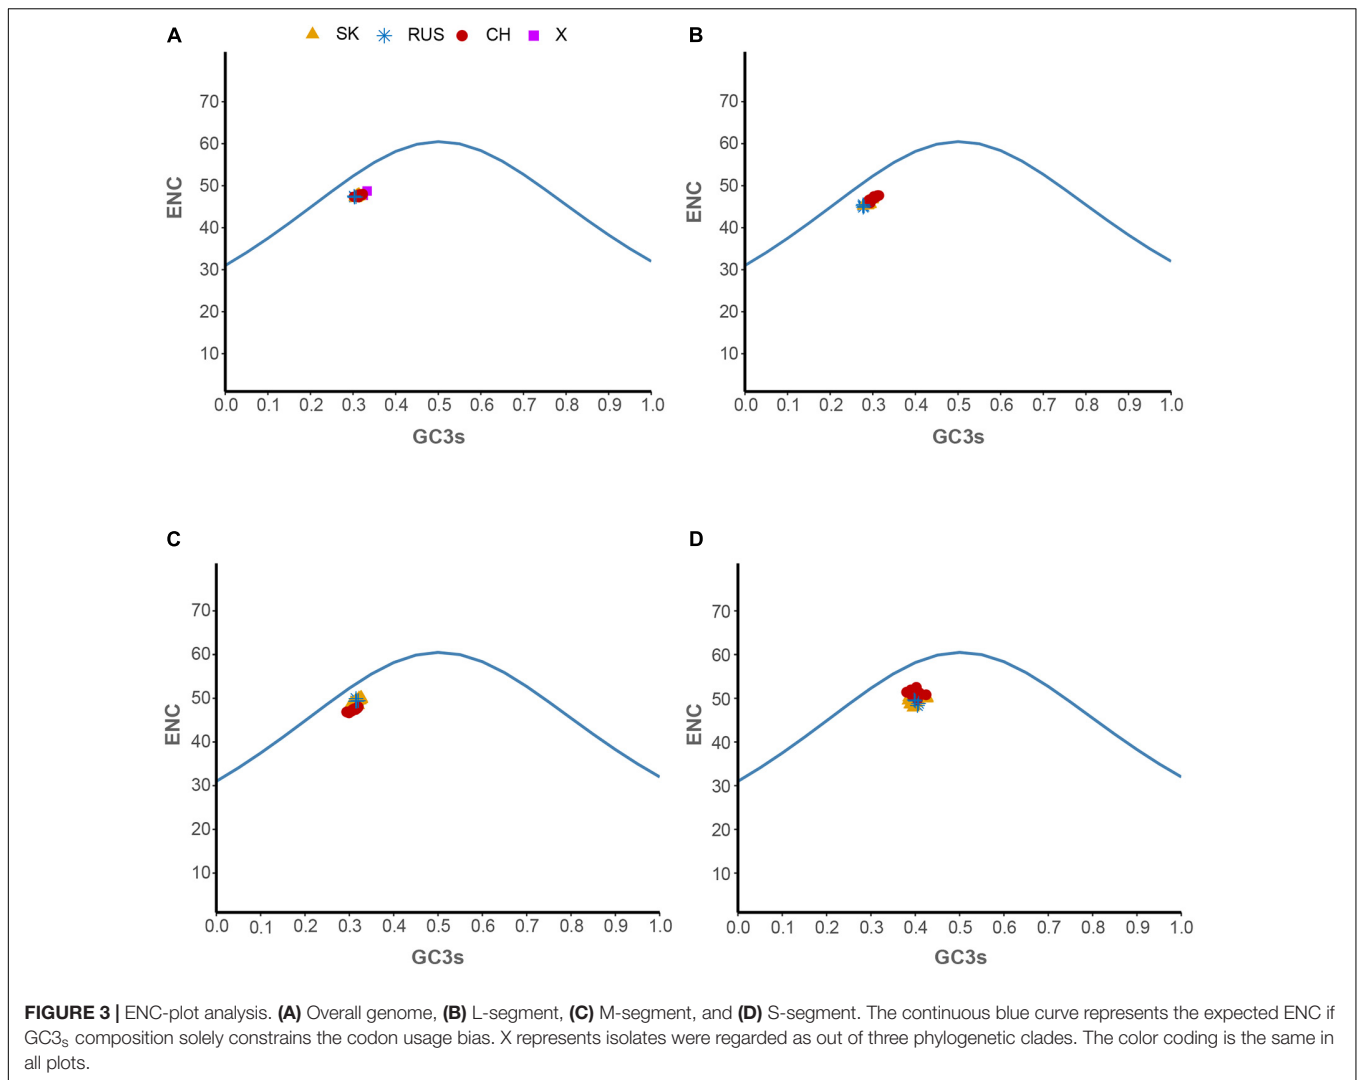 A SK RUS CH X
ENC
70
60
50
40
30
20
10
0.0 0.1 0.2 0.3 0.4 0.5 0.6 0.7 0.8 0.9 1.0
GC3s
B
ENC
70
60
50
40
30
20
10
0.0 0.1 0.2 0.3 0.4 0.5 0.6 0.7 0.8 0.9 1.0
GC3s
C
ENC
70
60
50
40
30
20
10
0.0 0.1 0.2 0.3 0.4 0.5 0.6 0.7 0.8 0.9 1.0
GC3s
D
ENC
70
60
50
40
30
20
10
0.0 0.1 0.2 0.3 0.4 0.5 0.6 0.7 0.8 0.9 1.0
GC3s
FIGURE 3 | ENC-plot analysis. (A) Overall genome, (B) L-segment, (C) M-segment, and (D) S-segment. The continuous blue curve represents the expected ENC if
GC3s composition solely constrains the codon usage bias. X represents isolates were regarded as out of three phylogenetic clades. The color coding is the same in
all plots.